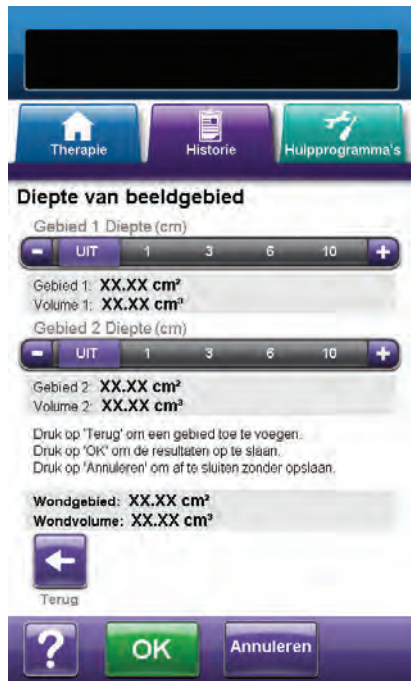 Therapie Historie Hulpprogramma's
Diepte van beeldgebied
Gebied 1 Diepte (cm)
- UIT 1 3 6 10 +
Gebied 1: XX.XX cm²
Volume 1: XX.XX cm³
Gebied 2 Diepte (cm)
- UIT 1 3 6 10 +
Gebied 2: XX.XX cm²
Volume 2: XX.XX cm³
Druk op 'Terug' om een gebied toe te voegen.
Druk op 'OK' om de resultaten op te slaan.
Druk op 'Annuleren' om af te sluiten zonder opslaan.
Wondgebied: XX.XX cm²
Wondvolume: XX.XX cm³
Terug
? OK Annuleren